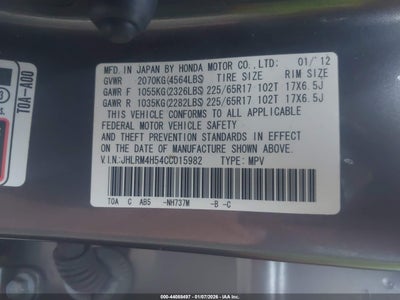 MFD. IN JAPAN BY HONDA MOTOR CO.,LTD: 01/'12
GVWR 2070KG(4564LBS) TIRE SIZE RIM SIZE
GAWR F 1055KG(2326LBS) 225/65R17 102T 17X6.5J
GAWR R 1035KG(2282LBS) 225/65R17 102T 17X6.5J
THIS VEHICLE CONFORMS TO ALL APPLICABLE
FEDERAL MOTOR VEHICLE SAFETY
AND THEFT PREVENTION STANDARDS IN EFFECT
ON THE DATE OF MANUFACTURE SHOWN ABOVE.
V.I.N.:JHLRM4H54CC015982 TYPE: MPV
T0A C AB5 -NH737M -B -C
T0A-A00
000-44088497 - 01/07/2026 - IAA Inc.